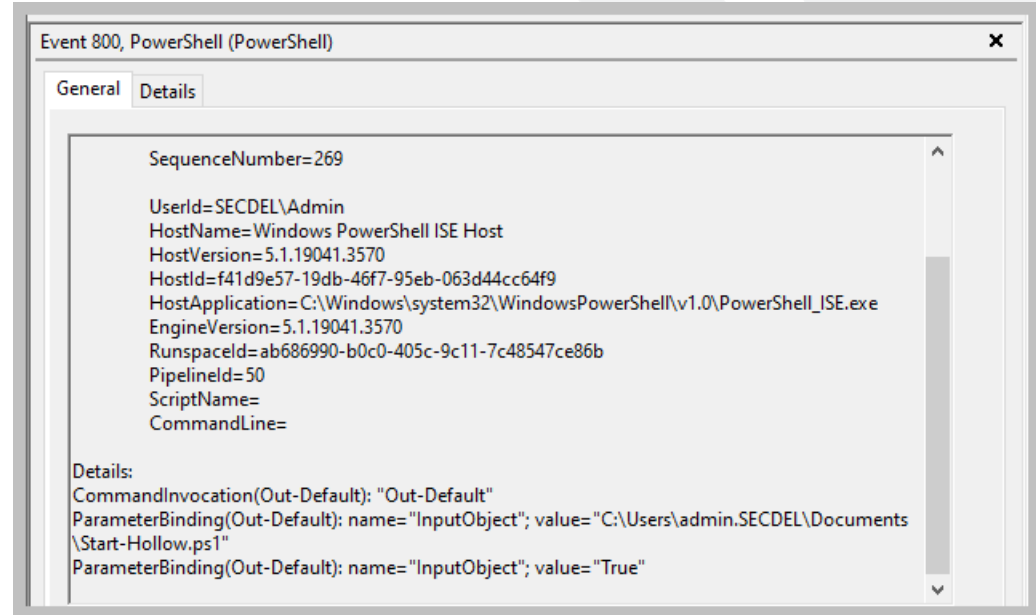 Event 800, PowerShell (PowerShell)
General Details
SequenceNumber=269
UserId=SECDEL\Admin
HostName=Windows PowerShell ISE Host
HostVersion=5.1.19041.3570
HostId=f41d9e57-19db-46f7-95eb-063d44cc64f9
HostApplication=C:\Windows\system32\WindowsPowerShell\v1.0\PowerShell_ISE.exe
EngineVersion=5.1.19041.3570
RunspaceId=ab686990-b0c0-405c-9c11-7c48547ce86b
PipelineId=50
ScriptName=
CommandLine=
Details:
CommandInvocation(Out-Default): "Out-Default"
ParameterBinding(Out-Default): name="InputObject"; value="C:\Users\admin.SECDEL\Documents
\Start-Hollow.ps1"
ParameterBinding(Out-Default): name="InputObject"; value="True"